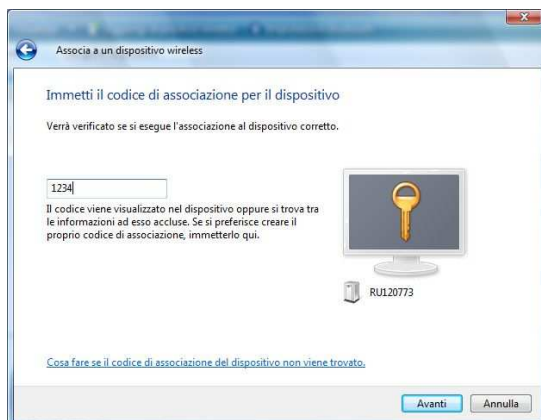 Associa a un dispositivo wireless
Immetti il codice di associazione per il dispositivo
Verrà verificato se si esegue l'associazione al dispositivo corretto.
1234
Il codice viene visualizzato nel dispositivo oppure si trova tra
le informazioni ad esso accluse. Se si preferisce creare il
proprio codice di associazione, immetterlo qui.
RU120773
Cosa fare se il codice di associazione del dispositivo non viene trovato.
Avanti Annulla